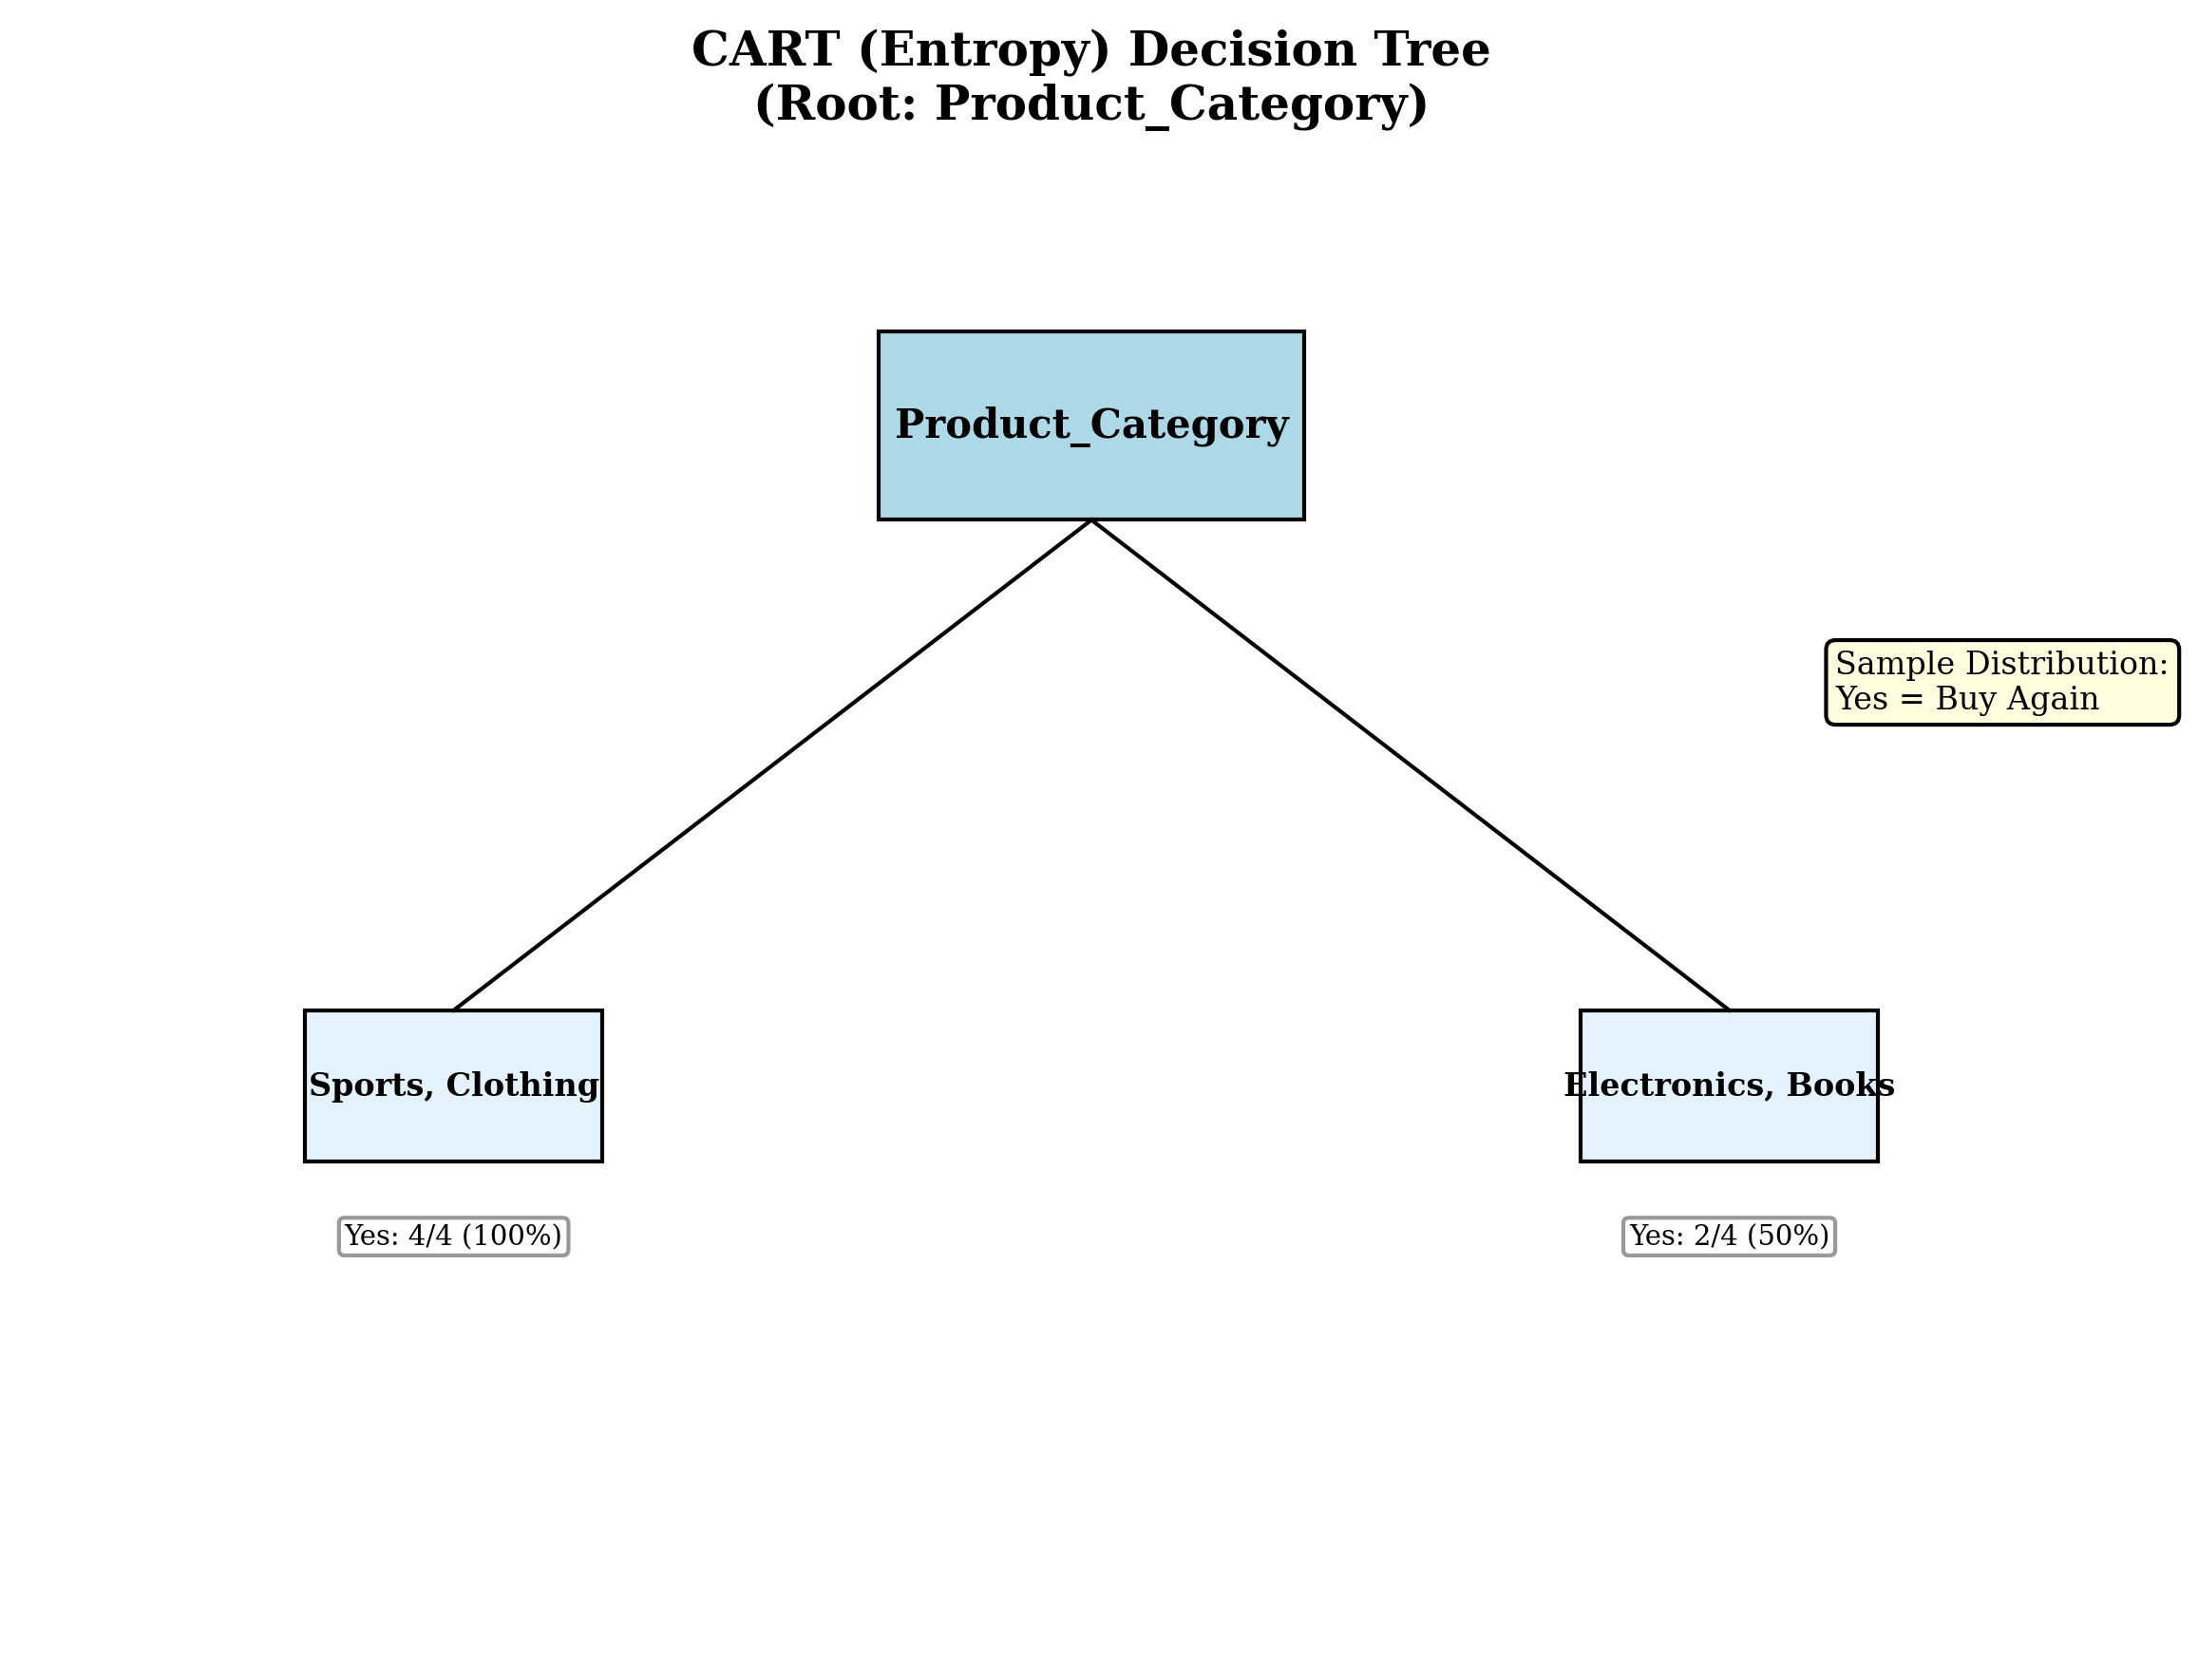 CART (Entropy) Decision Tree
(Root: Product_Category)
Product_Category
Sample Distribution:
Yes = Buy Again
Sports, Clothing
Electronics, Books
Yes: 4/4 (100%)
Yes: 2/4 (50%)